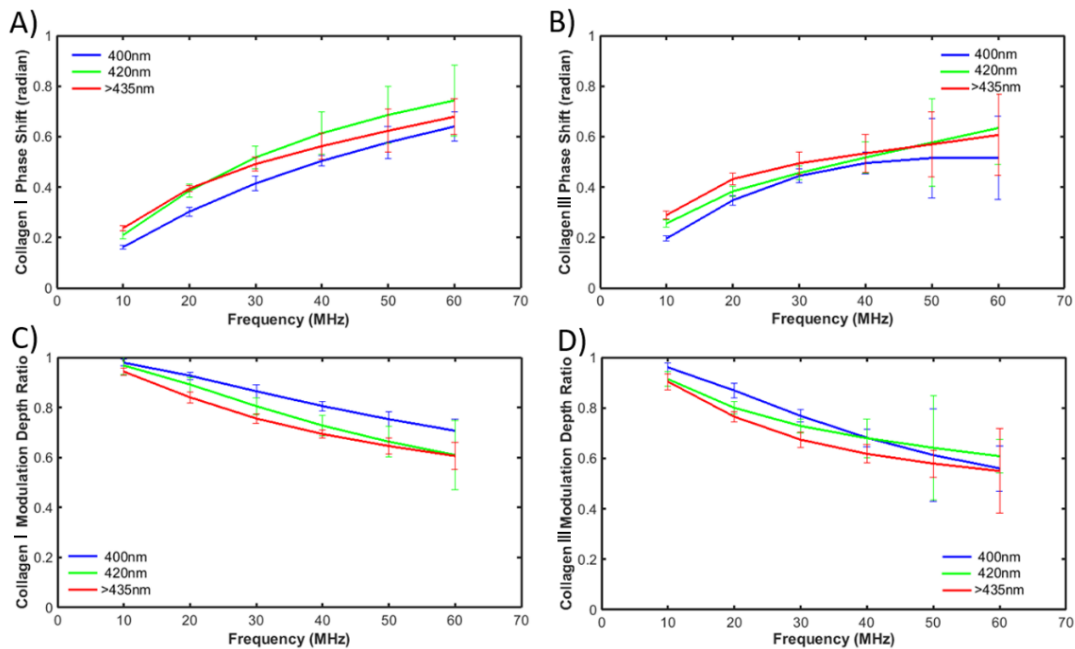 A)
Collagen I Phase Shift (radian)
1
0.8
0.6
0.4
0.2
0
400nm
420nm
>435nm
0 10 20 30 40 50 60 70
Frequency (MHz)
B)
Collagen III Phase Shift (radian)
1
0.8
0.6
0.4
0.2
0
400nm
420nm
>435nm
0 10 20 30 40 50 60 70
Frequency (MHz)
C)
Collagen I Modulation Depth Ratio
1
0.8
0.6
0.4
0.2
0
400nm
420nm
>435nm
0 10 20 30 40 50 60 70
Frequency (MHz)
D)
Collagen III Modulation Depth Ratio
1
0.8
0.6
0.4
0.2
0
400nm
420nm
>435nm
0 10 20 30 40 50 60 70
Frequency (MHz)